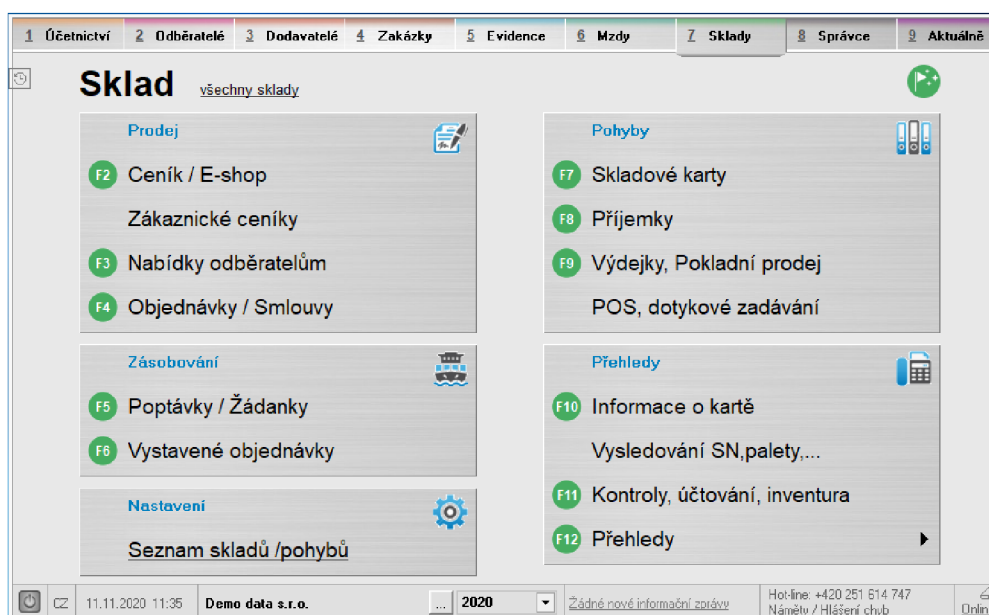 1 Účetnictví 2 Odběratelé 3 Dodavatelé 4 Zakázky 5 Evidence 6 Mzdy 7 Sklady 8 Správce 9 Aktuálně
Sklad všechny sklady
Prodej
F2 Ceník / E-shop
Zákaznické ceníky
F3 Nabídky odběratelům
F4 Objednávky / Smlouvy
Zásobování
F5 Poptávky / Žádanky
F6 Vystavené objednávky
Nastavení
Seznam skladů /pohybů
Pohyby
F7 Skladové karty
F8 Příjemky
F9 Výdejky, Pokladní prodej
POS, dotykové zadávání
Přehledy
F10 Informace o kartě
Vysledování SN,palety,...
F11 Kontroly, účtování, inventura
F12 Přehledy
CZ 11.11.2020 11:35 Demo data s.r.o. ... 2020 Žádné nové informační zprávy
Hot-line: +420 251 614 747
Náměty / Hlášení chyb
Onlin